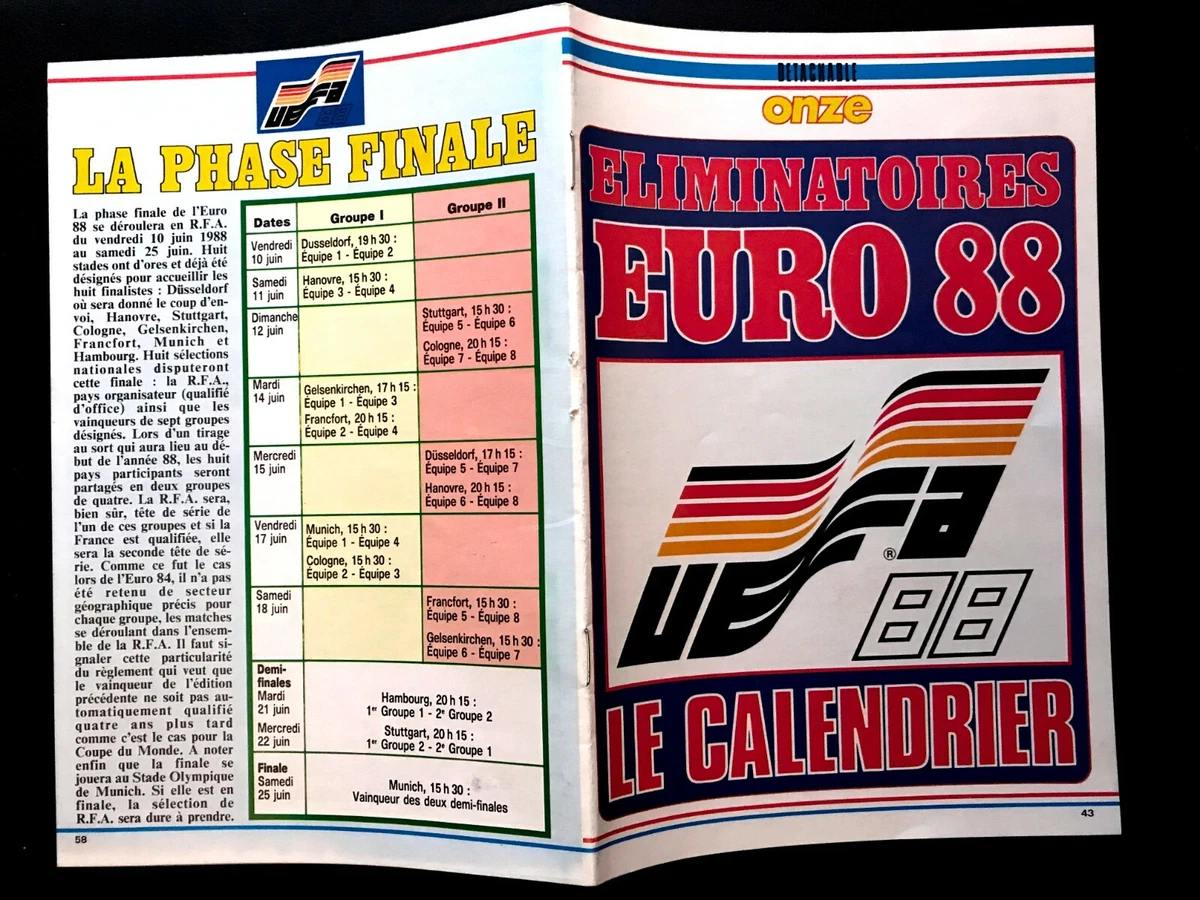 UEFA 88
LA PHASE FINALE
La phase finale de l'Euro
88 se déroulera en R.F.A.
du vendredi 10 juin 1988
au samedi 25 juin. Huit
stades ont d'ores et déjà été
désignés pour accueillir les
huit finalistes : Düsseldorf
où sera donné le coup d'en-
voi, Hanovre, Stuttgart,
Cologne, Gelsenkirchen,
Francfort, Munich et
Hambourg. Huit sélections
nationales disputeront
cette finale : la R.F.A.,
pays organisateur (qualifié
d'office) ainsi que les
vainqueurs de sept groupes
désignés. Lors d'un tirage
au sort qui aura lieu au dé-
but de l'année 88, les huit
pays participants seront
partagés en deux groupes
de quatre. La R.F.A. sera,
bien sûr, tête de série de
l'un de ces groupes et si la
France est qualifiée, elle
sera la seconde tête de sé-
rie. Comme ce fut le cas
lors de l'Euro 84, il n'a pas
été retenu de secteur
géographique précis pour
chaque groupe, les matches
se déroulant dans l'ensem-
ble de la R.F.A. Il faut si-
gnaler cette particularité
du règlement qui veut que
le vainqueur de l'édition
précédente ne soit pas au-
tomatiquement qualifié
quatre ans plus tard
comme c'est le cas pour la
Coupe du Monde. A noter
enfin que la finale se
jouera au Stade Olympique
de Munich. Si elle est en
finale, la sélection de
R.F.A. sera dure à prendre.
Dates Groupe I Groupe II
Vendredi
10 juin
Dusseldorf, 19 h 30 :
Équipe 1 - Équipe 2
Samedi
11 juin
Hanovre, 15 h 30 :
Équipe 3 - Équipe 4
Dimanche
12 juin
Stuttgart, 15 h 30 :
Équipe 5 - Équipe 6
Cologne, 20 h 15 :
Équipe 7 - Équipe 8
Mardi
14 juin
Gelsenkirchen, 17 h 15 :
Équipe 1 - Équipe 3
Francfort, 20 h 15 :
Équipe 2 - Équipe 4
Mercredi
15 juin
Düsseldorf, 17 h 15 :
Équipe 5 - Équipe 7
Hanovre, 20 h 15 :
Équipe 6 - Équipe 8
Vendredi
17 juin
Munich, 15 h 30 :
Équipe 1 - Équipe 4
Cologne, 15 h 30 :
Équipe 2 - Équipe 3
Samedi
18 juin
Francfort, 15 h 30 :
Équipe 5 - Équipe 8
Gelsenkirchen, 15 h 30 :
Équipe 6 - Équipe 7
Demi-
finales
Mardi
21 juin
Hambourg, 20 h 15 :
1er Groupe 1 - 2e Groupe 2
Mercredi
22 juin
Stuttgart, 20 h 15 :
1er Groupe 2 - 2e Groupe 1
Finale
Samedi
25 juin
Munich, 15 h 30 :
Vainqueur des deux demi-finales
58
DETACHABLE
onze
ELIMINATOIRES
EURO 88
UEFA ®
88
LE CALENDRIER
43